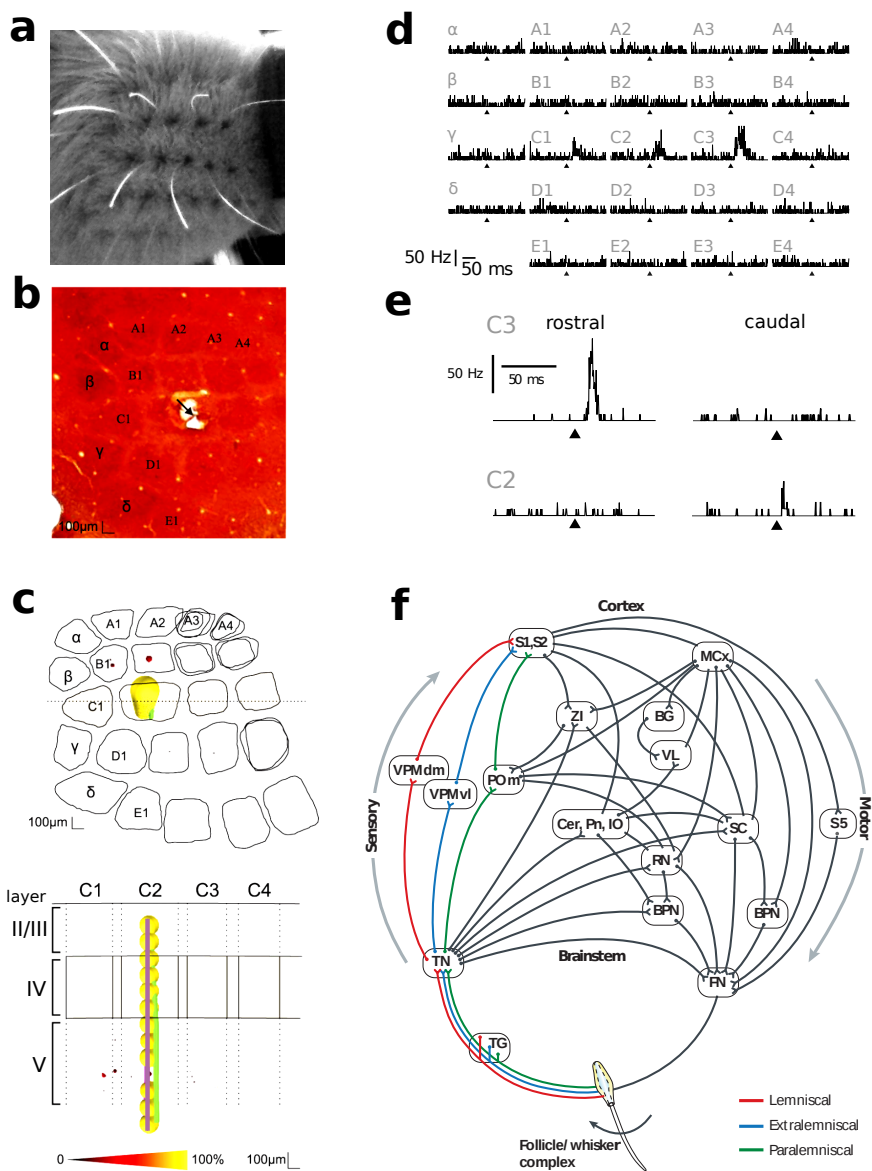 a
b
α
A1
A2
A3
A4
β
B1
C1
γ
D1
δ
E1
100µm
c
α
A1
A2
A3
A4
β
B1
C1
γ
D1
δ
E1
100µm
layer
C1
C2
C3
C4
II/III
IV
V
0
100%
100µm
d
α
A1
A2
A3
A4
β
B1
B2
B3
B4
γ
C1
C2
C3
C4
δ
D1
D2
D3
D4
E1
E2
E3
E4
50 Hz
50 ms
e
C3
rostral
caudal
50 Hz
50 ms
C2
f
Cortex
S1,S2
MCx
ZI
BG
VL
VPMdm
VPMvl
POm
Cer, Pn, IO
SC
S5
RN
BPN
BPN
Sensory
Motor
TN
Brainstem
FN
TG
Follicle/ whisker
complex
Lemniscal
Extralemniscal
Paralemniscal